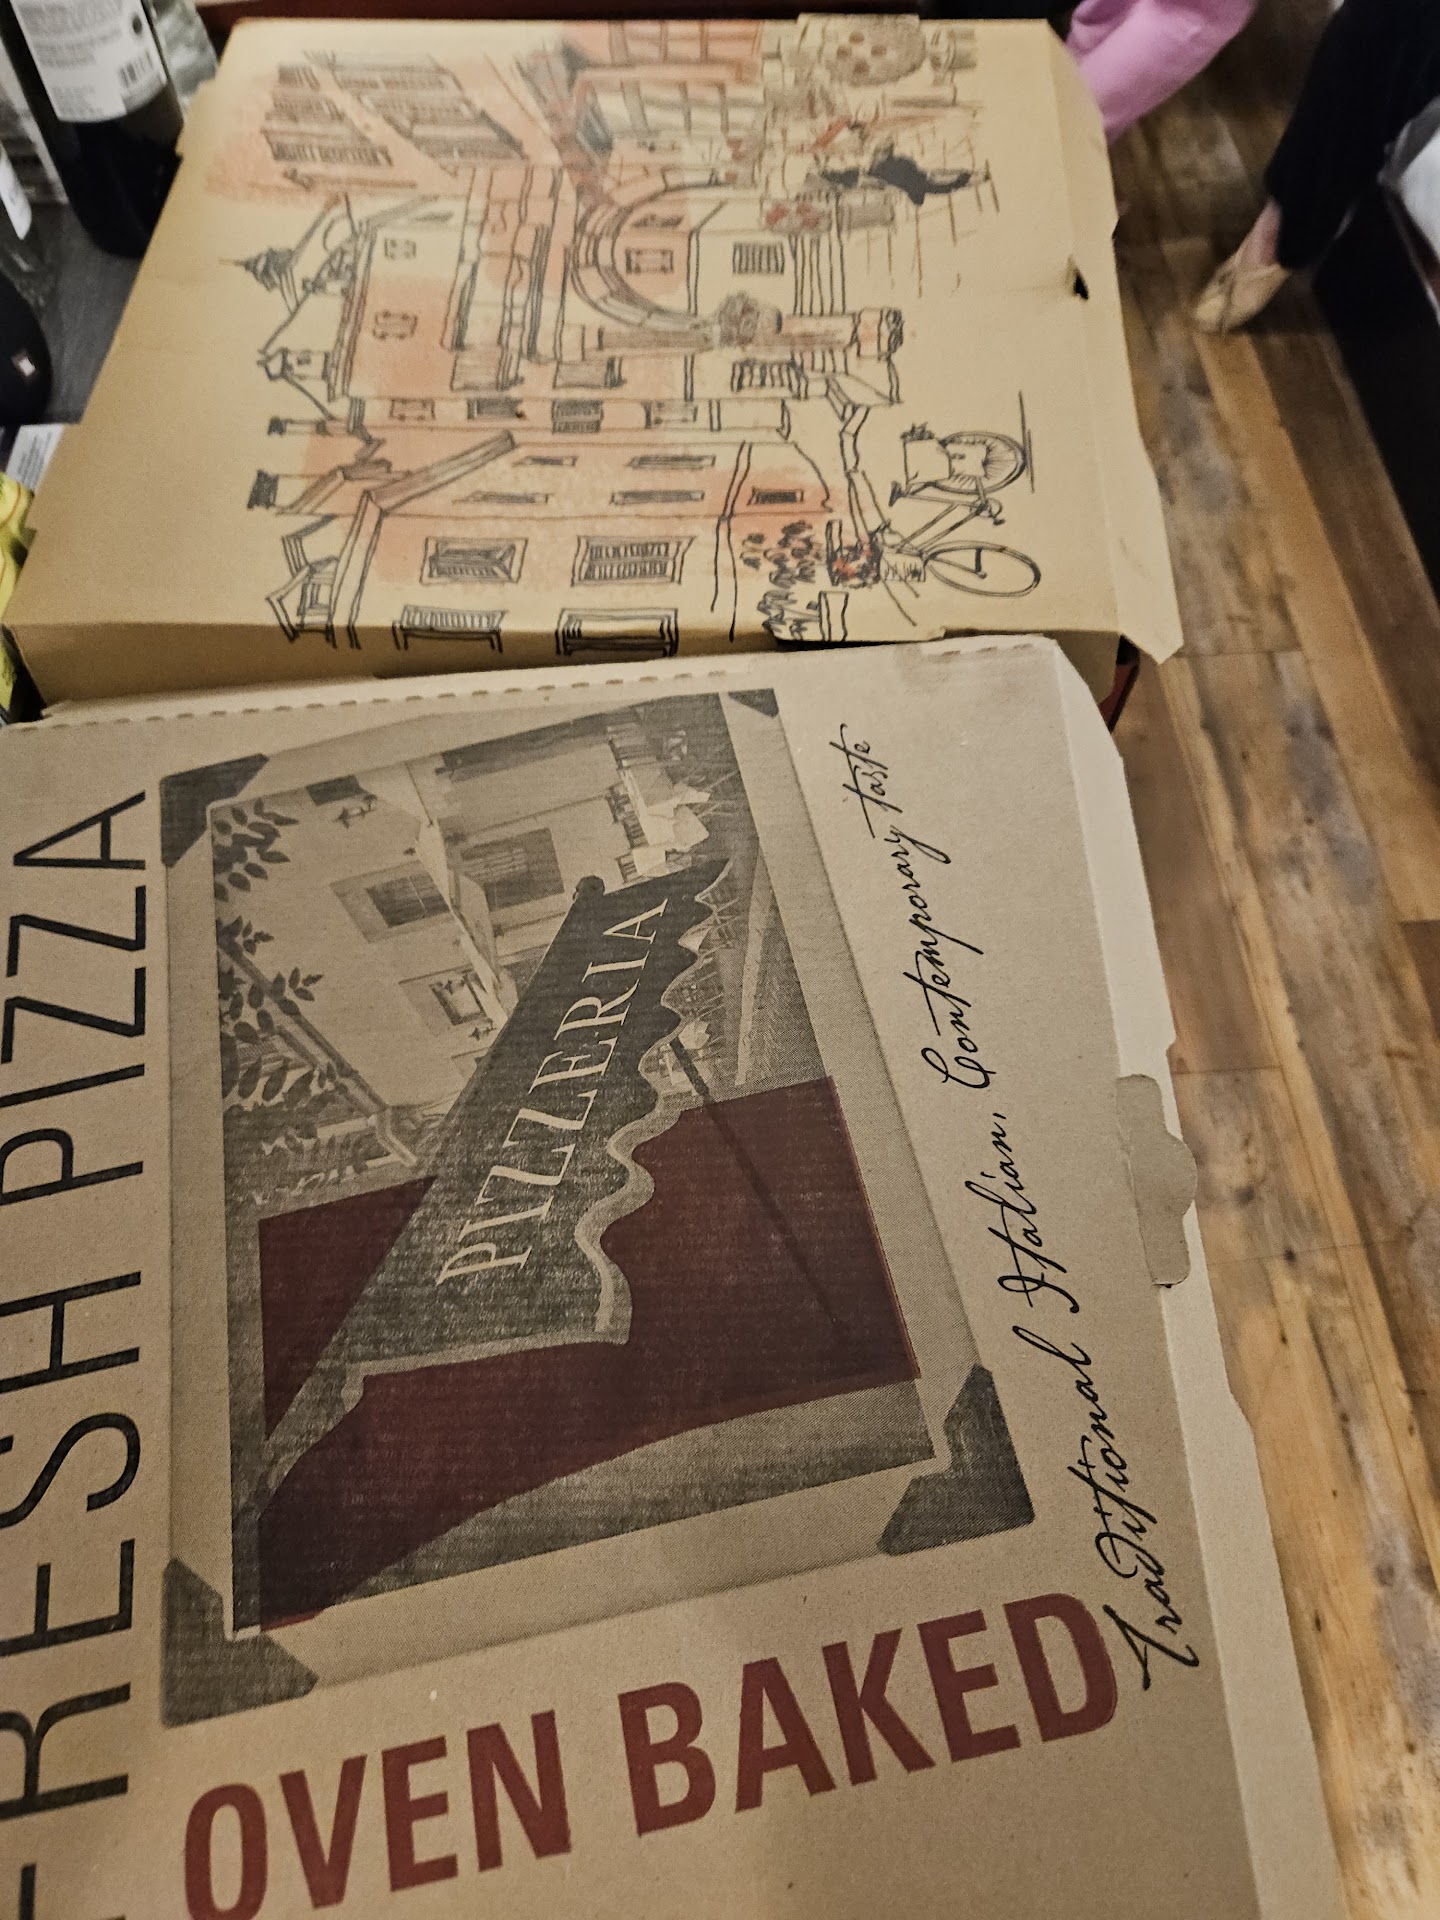 FRESH PIZZA
PIZZERIA
Traditional Italian, Contemporary taste
OVEN BAKED